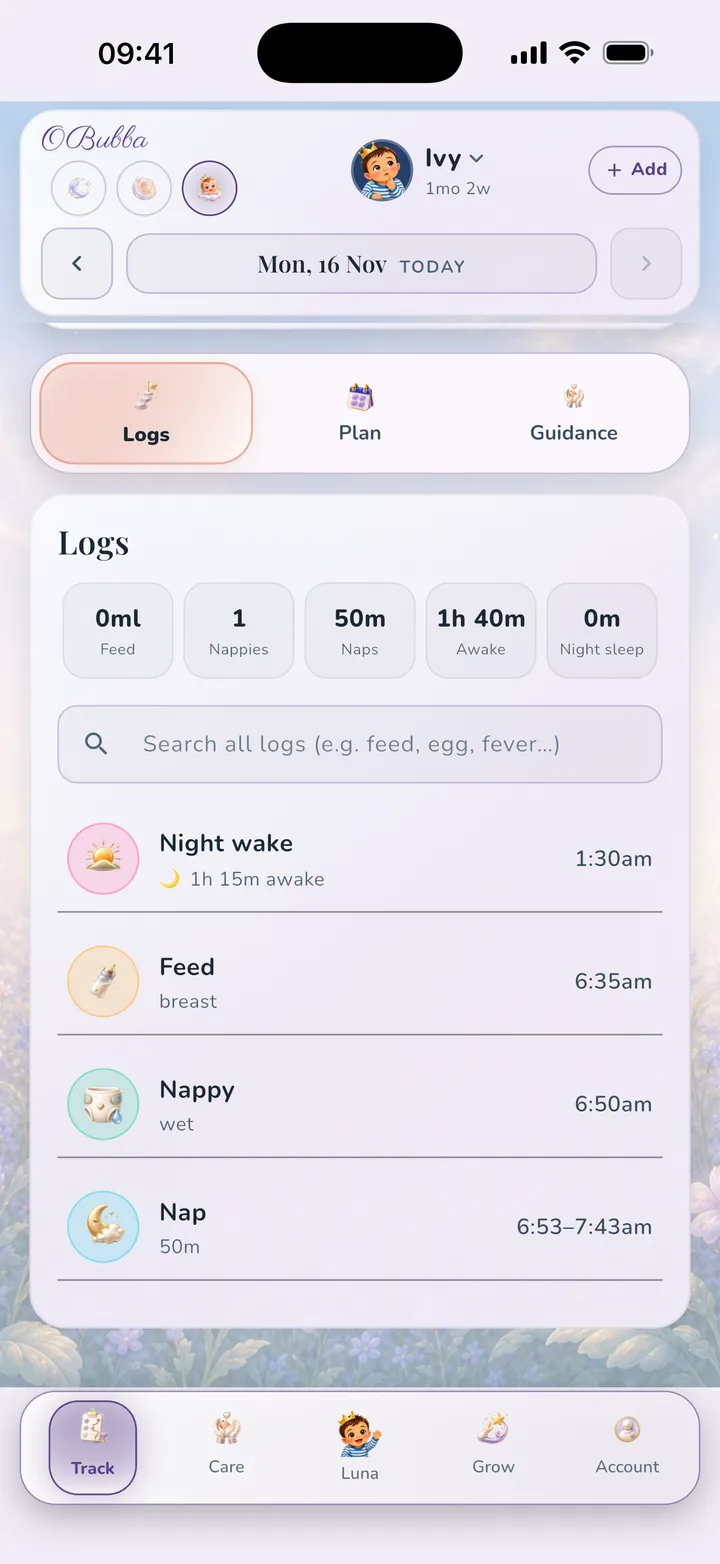 09:41
OBubba
Ivy
1mo 2w
+ Add
Mon, 16 Nov TODAY
Logs
Plan
Guidance
Logs
0ml
Feed
1
Nappies
50m
Naps
1h 40m
Awake
0m
Night sleep
Search all logs (e.g. feed, egg, fever...)
Night wake
1h 15m awake
1:30am
Feed
breast
6:35am
Nappy
wet
6:50am
Nap
50m
6:53–7:43am
Track
Care
Luna
Grow
Account